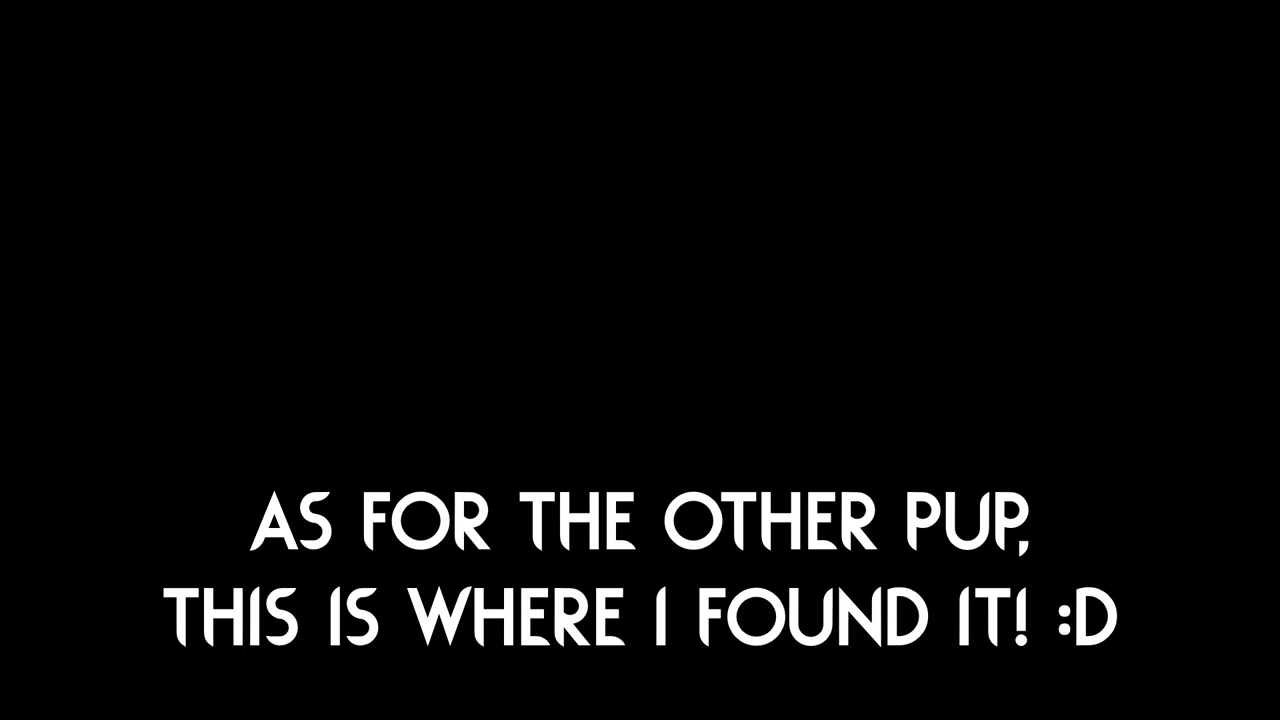 AS FOR THE OTHER PUP,
THIS IS WHERE I FOUND IT! :D